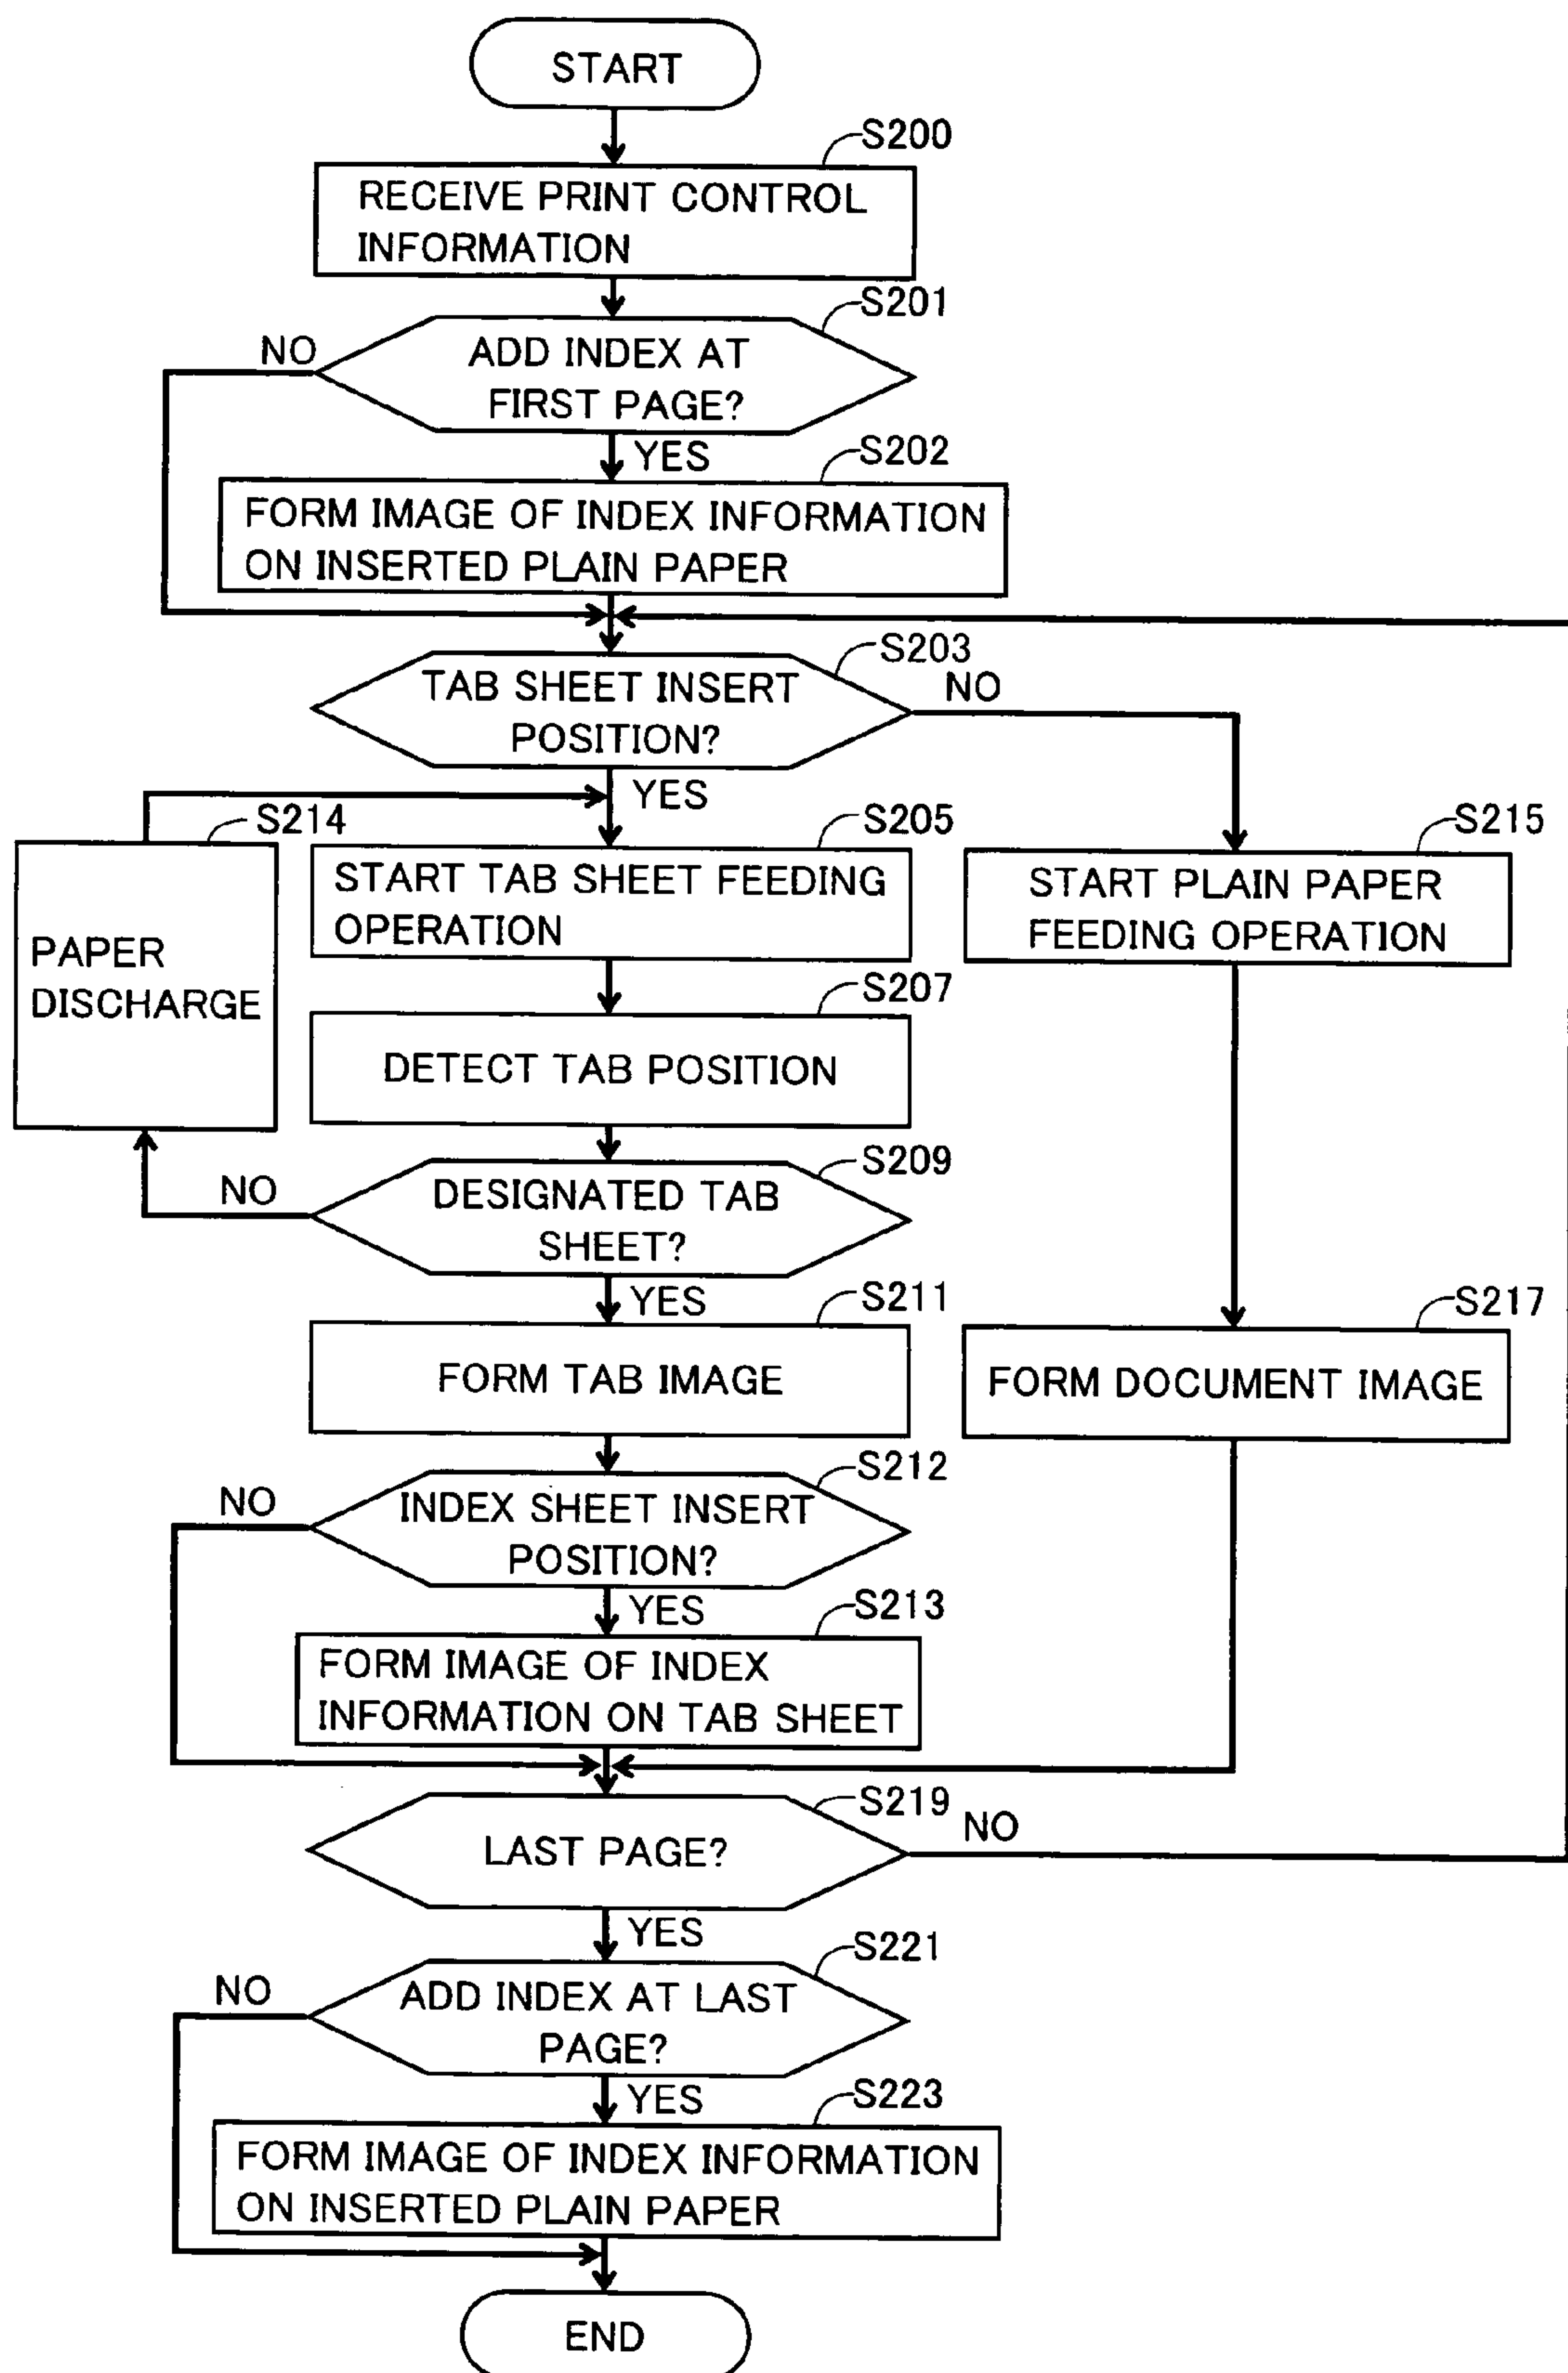 START
S200
RECEIVE PRINT CONTROL
INFORMATION
S201
NO
ADD INDEX AT
FIRST PAGE?
YES
S202
FORM IMAGE OF INDEX INFORMATION
ON INSERTED PLAIN PAPER
S203
TAB SHEET INSERT
POSITION?
NO
YES
S214
PAPER
DISCHARGE
S205
START TAB SHEET FEEDING
OPERATION
S215
START PLAIN PAPER
FEEDING OPERATION
S207
DETECT TAB POSITION
S209
NO
DESIGNATED TAB
SHEET?
YES
S211
FORM TAB IMAGE
S217
FORM DOCUMENT IMAGE
S212
NO
INDEX SHEET INSERT
POSITION?
YES
S213
FORM IMAGE OF INDEX
INFORMATION ON TAB SHEET
S219
LAST PAGE?
NO
YES
S221
NO
ADD INDEX AT LAST
PAGE?
YES
S223
FORM IMAGE OF INDEX INFORMATION
ON INSERTED PLAIN PAPER
END